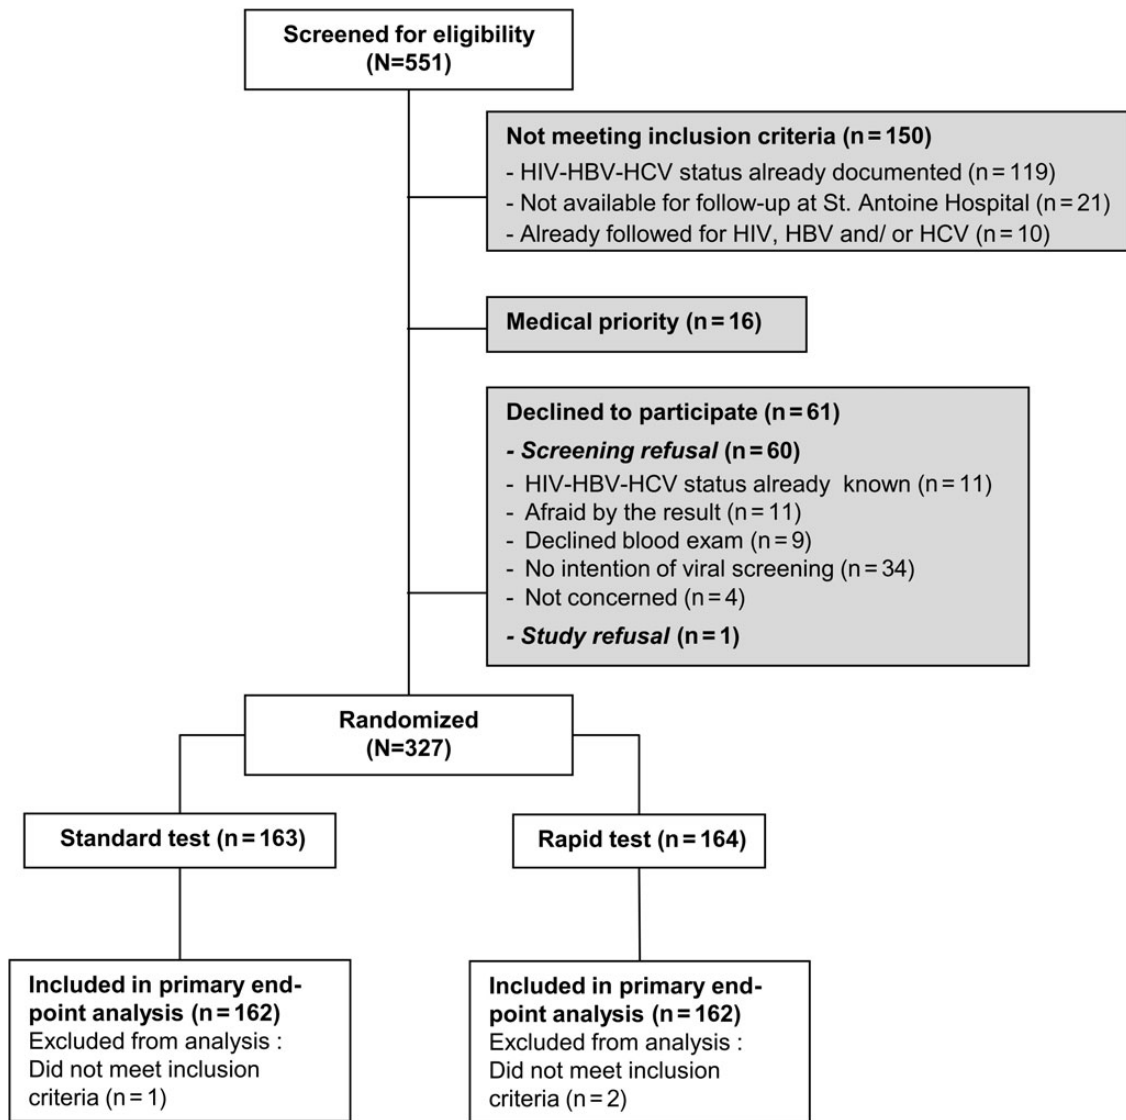 Screened for eligibility
(N=551)
Not meeting inclusion criteria (n = 150)
- HIV-HBV-HCV status already documented (n = 119)
- Not available for follow-up at St. Antoine Hospital (n = 21)
- Already followed for HIV, HBV and/ or HCV (n = 10)
Medical priority (n = 16)
Declined to participate (n = 61)
- Screening refusal (n = 60)
- HIV-HBV-HCV status already known (n = 11)
- Afraid by the result (n = 11)
- Declined blood exam (n = 9)
- No intention of viral screening (n = 34)
- Not concerned (n = 4)
- Study refusal (n = 1)
Randomized
(N=327)
Standard test (n = 163)
Rapid test (n = 164)
Included in primary end-
point analysis (n = 162)
Excluded from analysis :
Did not meet inclusion
criteria (n = 1)
Included in primary end-
point analysis (n = 162)
Excluded from analysis :
Did not meet inclusion
criteria (n = 2)